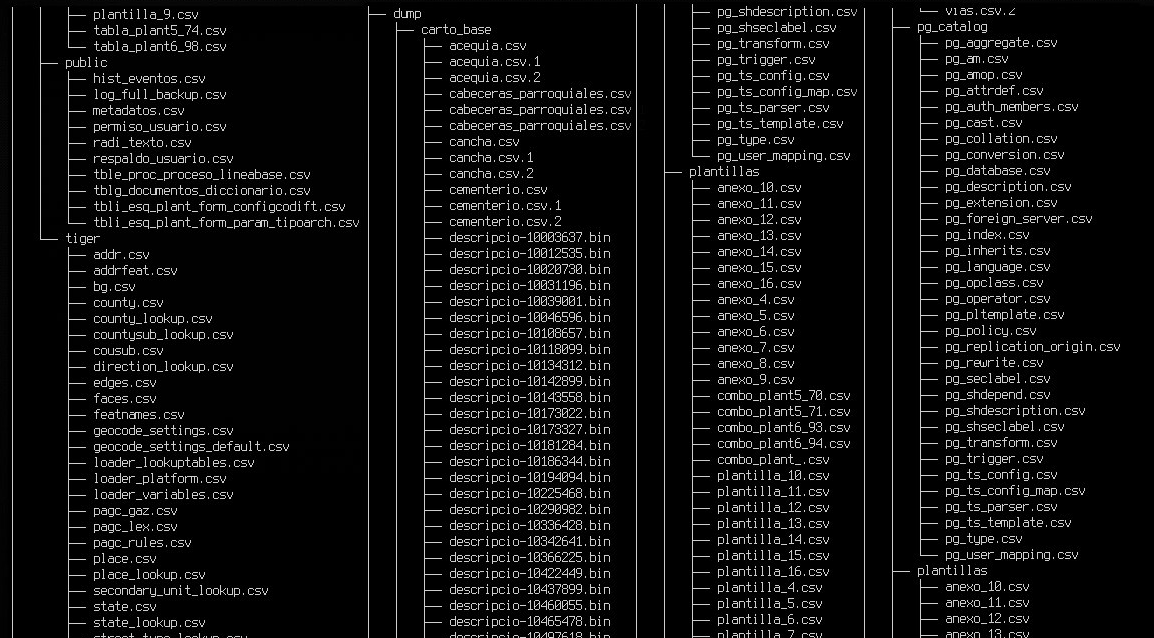 plantilla_9.csv
tabla_plant5_74.csv
tabla_plant6_98.csv
public
hist_eventos.csv
log_full_backup.csv
metadatos.csv
permiso_usuario.csv
radi_texto.csv
respaldo_usuario.csv
tble_proc_proceso_lineabase.csv
tblg_documentos_diccionario.csv
tbli_esq_plant_form_configcodift.csv
tbli_esq_plant_form_param_tipoarch.csv
tiger
addr.csv
addrfeat.csv
bg.csv
county.csv
county_lookup.csv
countysub_lookup.csv
cousub.csv
direction_lookup.csv
edges.csv
faces.csv
featnames.csv
geocode_settings.csv
geocode_settings_default.csv
loader_lookuptables.csv
loader_platform.csv
loader_variables.csv
pagc_gaz.csv
pagc_lex.csv
pagc_rules.csv
place.csv
place_lookup.csv
secondary_unit_lookup.csv
state.csv
state_lookup.csv
street_type_lookup.csv
dump
carto_base
acequia.csv
acequia.csv.1
acequia.csv.2
cabeceras_parroquiales.csv
cabeceras_parroquiales.csv
cabeceras_parroquiales.csv
cancha.csv
cancha.csv.1
cancha.csv.2
cementerio.csv
cementerio.csv.1
cementerio.csv.2
descripcio-10003637.bin
descripcio-10012535.bin
descripcio-10020730.bin
descripcio-10031196.bin
descripcio-10039001.bin
descripcio-10046596.bin
descripcio-10108657.bin
descripcio-10118099.bin
descripcio-10134312.bin
descripcio-10142899.bin
descripcio-10143558.bin
descripcio-10173022.bin
descripcio-10173327.bin
descripcio-10181284.bin
descripcio-10186344.bin
descripcio-10194094.bin
descripcio-10225468.bin
descripcio-10290982.bin
descripcio-10336428.bin
descripcio-10342641.bin
descripcio-10366225.bin
descripcio-10422449.bin
descripcio-10437899.bin
descripcio-10460055.bin
descripcio-10465478.bin
descripcio-10497618.bin
pg_shdescription.csv
pg_shseclabel.csv
pg_transform.csv
pg_trigger.csv
pg_ts_config.csv
pg_ts_config_map.csv
pg_ts_parser.csv
pg_ts_template.csv
pg_type.csv
pg_user_mapping.csv
plantillas
anexo_10.csv
anexo_11.csv
anexo_12.csv
anexo_13.csv
anexo_14.csv
anexo_15.csv
anexo_16.csv
anexo_4.csv
anexo_5.csv
anexo_6.csv
anexo_7.csv
anexo_8.csv
anexo_9.csv
combo_plant5_70.csv
combo_plant5_71.csv
combo_plant6_93.csv
combo_plant6_94.csv
combo_plant_.csv
plantilla_10.csv
plantilla_11.csv
plantilla_12.csv
plantilla_13.csv
plantilla_14.csv
plantilla_15.csv
plantilla_16.csv
plantilla_4.csv
plantilla_5.csv
plantilla_6.csv
plantilla_7.csv
vias.csv.2
pg_catalog
pg_aggregate.csv
pg_am.csv
pg_amop.csv
pg_attrdef.csv
pg_auth_members.csv
pg_cast.csv
pg_collation.csv
pg_conversion.csv
pg_database.csv
pg_description.csv
pg_extension.csv
pg_foreign_server.csv
pg_index.csv
pg_inherits.csv
pg_language.csv
pg_opclass.csv
pg_operator.csv
pg_pltemplate.csv
pg_policy.csv
pg_replication_origin.csv
pg_rewrite.csv
pg_seclabel.csv
pg_shdepend.csv
pg_shdescription.csv
pg_shseclabel.csv
pg_transform.csv
pg_trigger.csv
pg_ts_config.csv
pg_ts_config_map.csv
pg_ts_parser.csv
pg_ts_template.csv
pg_type.csv
pg_user_mapping.csv
plantillas
anexo_10.csv
anexo_11.csv
anexo_12.csv
anexo_13.csv